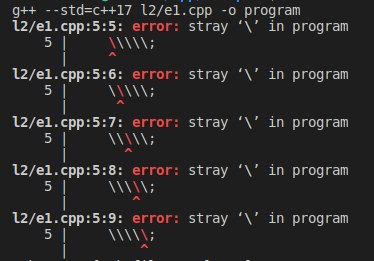 g++ --std=c++17 l2/e1.cpp -o program
l2/e1.cpp:5:5: error: stray ‘\’ in program
    5 |     \\\\\;
      |     ^
l2/e1.cpp:5:6: error: stray ‘\’ in program
    5 |     \\\\\;
      |      ^
l2/e1.cpp:5:7: error: stray ‘\’ in program
    5 |     \\\\\;
      |       ^
l2/e1.cpp:5:8: error: stray ‘\’ in program
    5 |     \\\\\;
      |        ^
l2/e1.cpp:5:9: error: stray ‘\’ in program
    5 |     \\\\\;
      |         ^